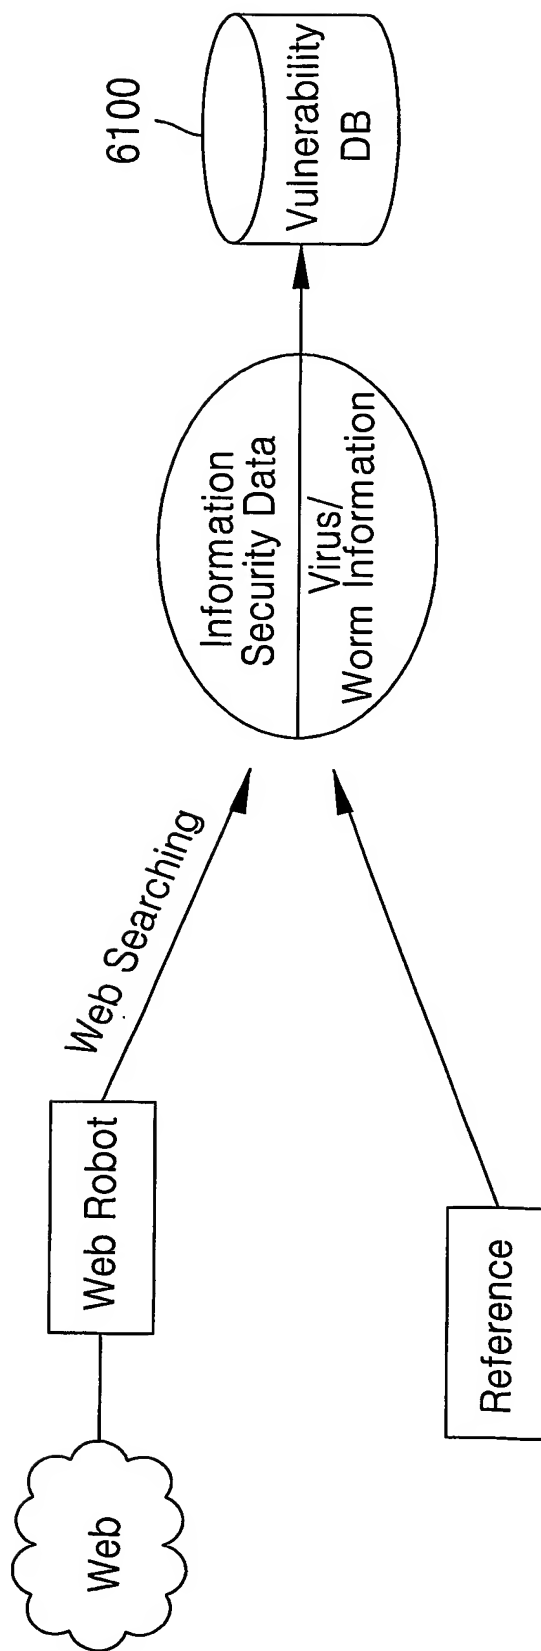 Web
Web Robot
Web Searching
Reference
Information
Security Data
Virus/
Worm Information
6100
Vulnerability
DB